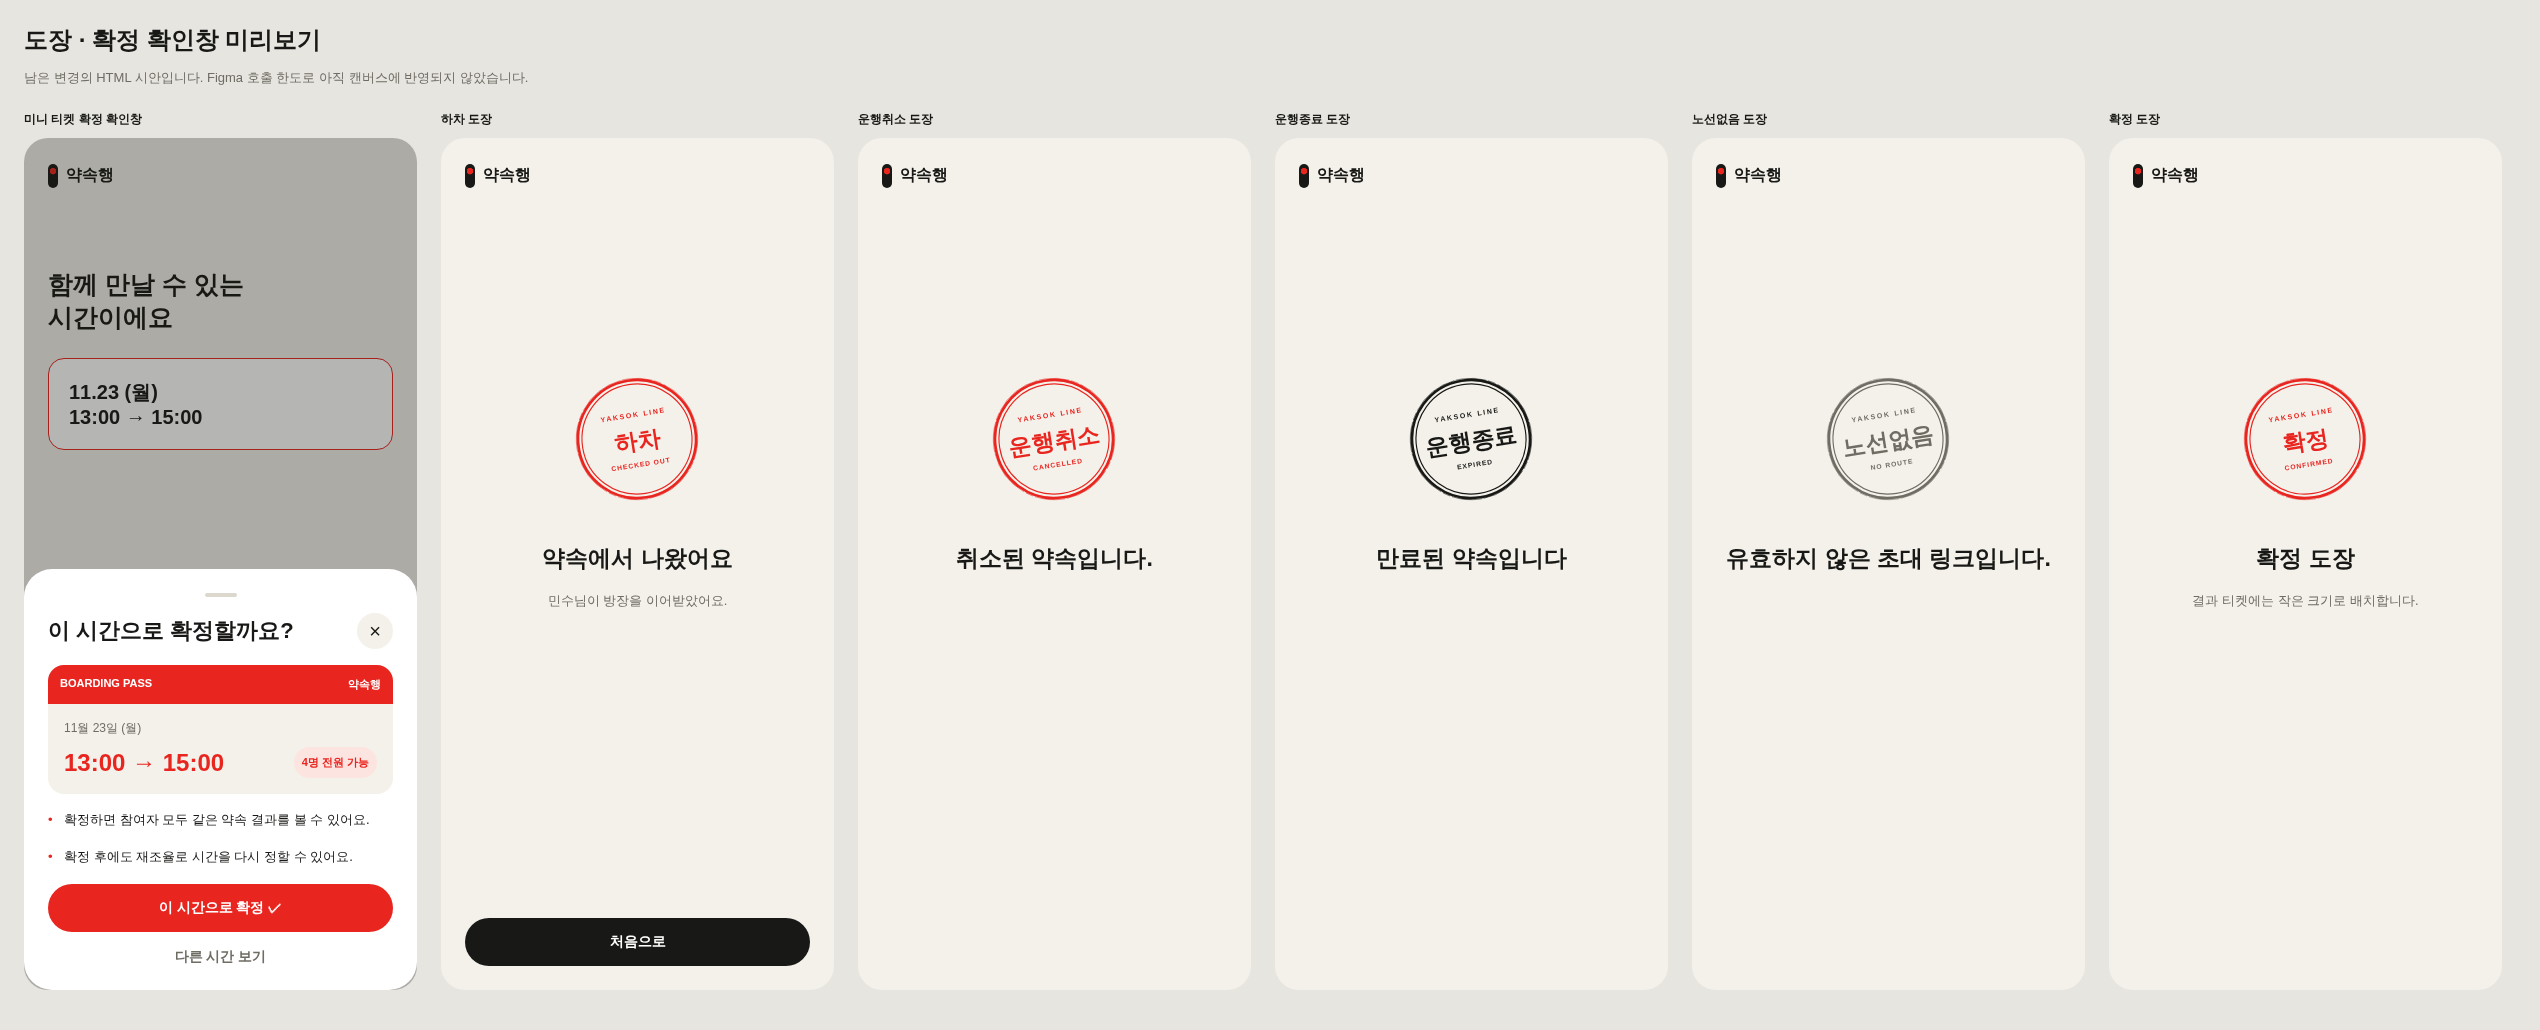 도장 · 확정 확인창 미리보기
남은 변경의 HTML 시안입니다. Figma 호출 한도로 아직 캔버스에 반영되지 않았습니다.
미니 티켓 확정 확인창
약속행
함께 만날 수 있는
시간이에요
11.23 (월)
13:00 → 15:00
이 시간으로 확정할까요?
×
BOARDING PASS 약속행
11월 23일 (월)
13:00 → 15:00 4명 전원 가능
• 확정하면 참여자 모두 같은 약속 결과를 볼 수 있어요.
• 확정 후에도 재조율로 시간을 다시 정할 수 있어요.
이 시간으로 확정 ✓
다른 시간 보기
하차 도장
약속행
YAKSOK LINE
하차
CHECKED OUT
약속에서 나왔어요
민수님이 방장을 이어받았어요.
처음으로
운행취소 도장
약속행
YAKSOK LINE
운행취소
CANCELLED
취소된 약속입니다.
운행종료 도장
약속행
YAKSOK LINE
운행종료
EXPIRED
만료된 약속입니다
노선없음 도장
약속행
YAKSOK LINE
노선없음
NO ROUTE
유효하지 않은 초대 링크입니다.
확정 도장
약속행
YAKSOK LINE
확정
CONFIRMED
확정 도장
결과 티켓에는 작은 크기로 배치합니다.